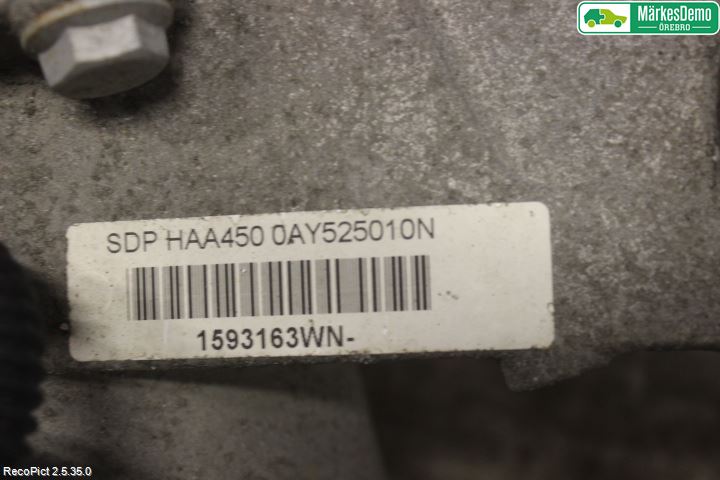 MärkesDemo
ÖREBRO
SDP HAA450 0AY525010N
1593163WN-
RecoPict 2.5.35.0